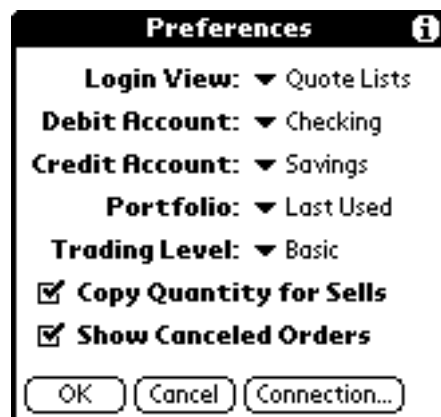 Preferences i
Login View: Quote Lists
Debit Account: Checking
Credit Account: Savings
Portfolio: Last Used
Trading Level: Basic
Copy Quantity for Sells
Show Canceled Orders
OK Cancel Connection...